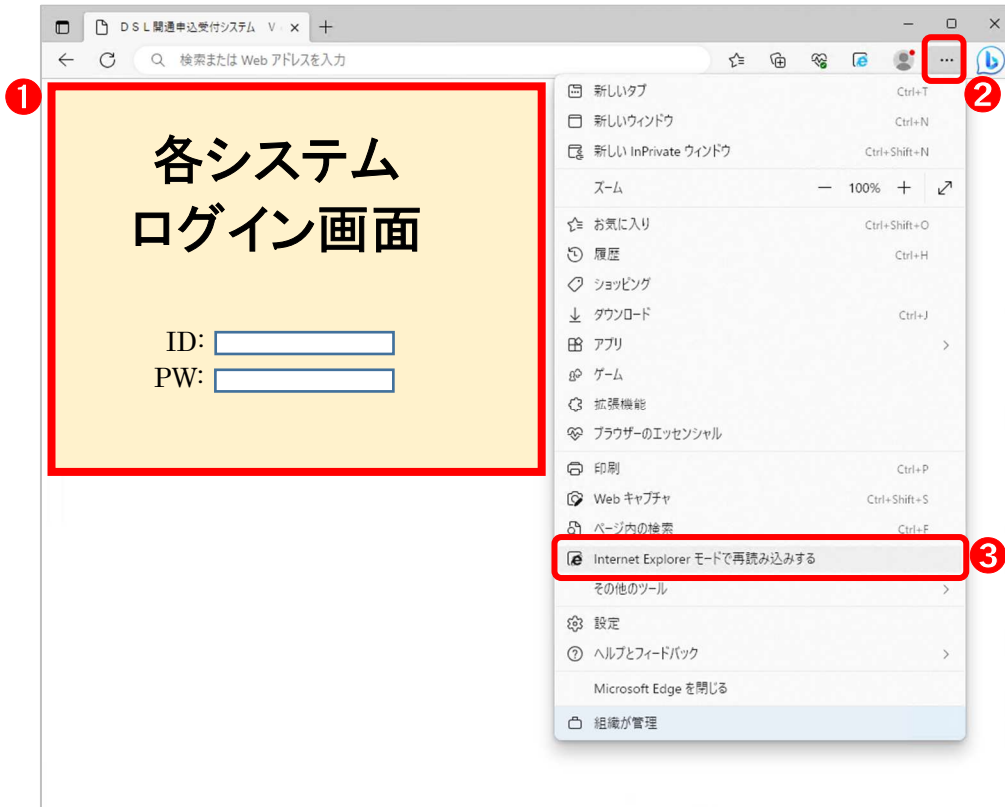 DSL開通申込受付システム V
検索または Web アドレスを入力
1
2
各システム
ログイン画面
ID:
PW:
新しいタブ Ctrl+T
新しいウィンドウ Ctrl+N
新しい InPrivate ウィンドウ Ctrl+Shift+N
ズーム 100%
お気に入り Ctrl+Shift+O
履歴 Ctrl+H
ショッピング
ダウンロード Ctrl+J
アプリ
ゲーム
拡張機能
ブラウザーのエッセンシャル
印刷 Ctrl+P
Web キャプチャ Ctrl+Shift+S
ページ内の検索 Ctrl+F
Internet Explorer モードで再読み込みする
3
その他のツール
設定
ヘルプとフィードバック
Microsoft Edge を閉じる
組織が管理